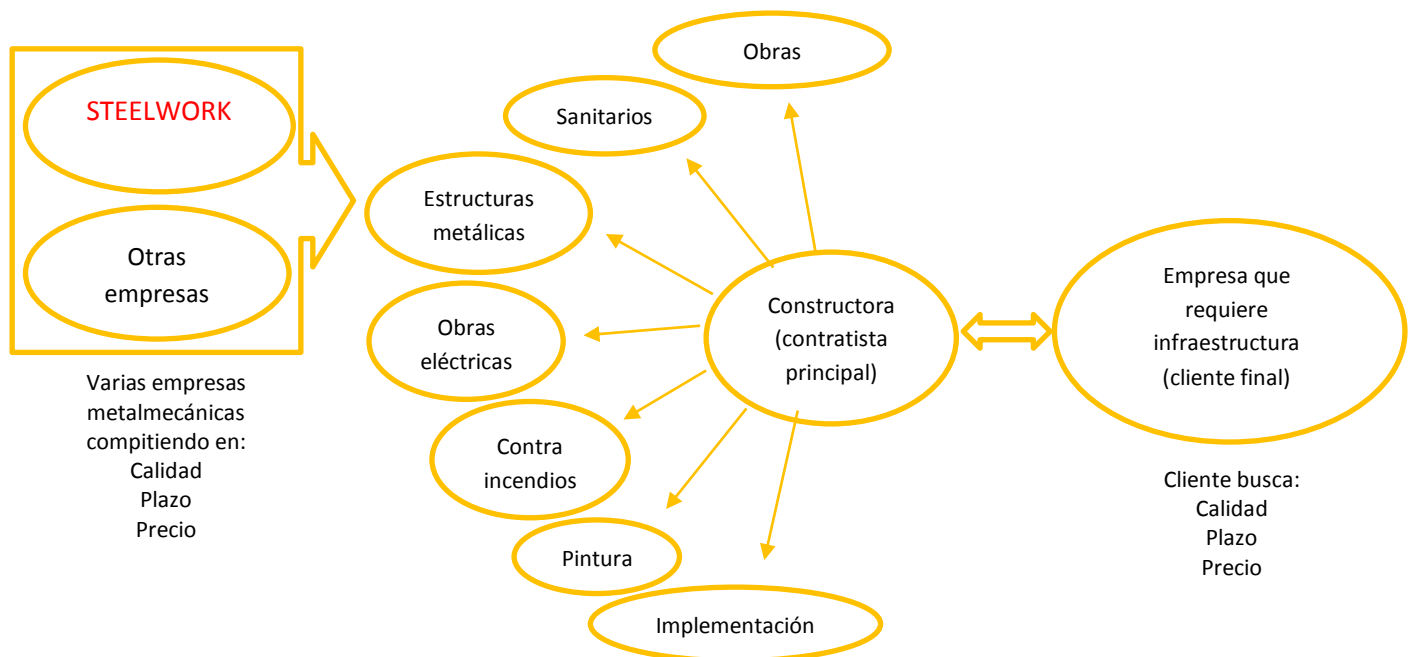 STEELWORK
Otras
empresas
Varias empresas
metalmecánicas
compitiendo en:
Calidad
Plazo
Precio
Obras
Sanitarios
Estructuras
metálicas
Obras
eléctricas
Contra
incendios
Pintura
Implementación
Constructora
(contratista
principal)
Empresa que
requiere
infraestructura
(cliente final)
Cliente busca:
Calidad
Plazo
Precio